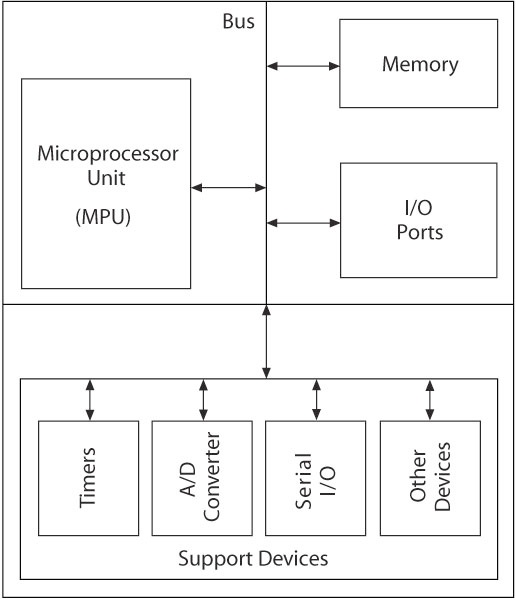 Bus
Memory
Microprocessor
Unit
(MPU)
I/O
Ports
Timers
A/D
Converter
Serial
I/O
Other
Devices
Support Devices